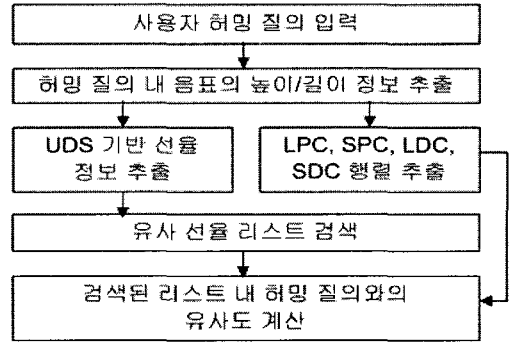 사용자 허밍 질의 입력
허밍 질의 내 음표의 높이/길이 정보 추출
UDS 기반 선율
정보 추출
LPC, SPC, LDC,
SDC 행렬 추출
유사 선율 리스트 검색
검색된 리스트 내 허밍 질의와의
유사도 계산